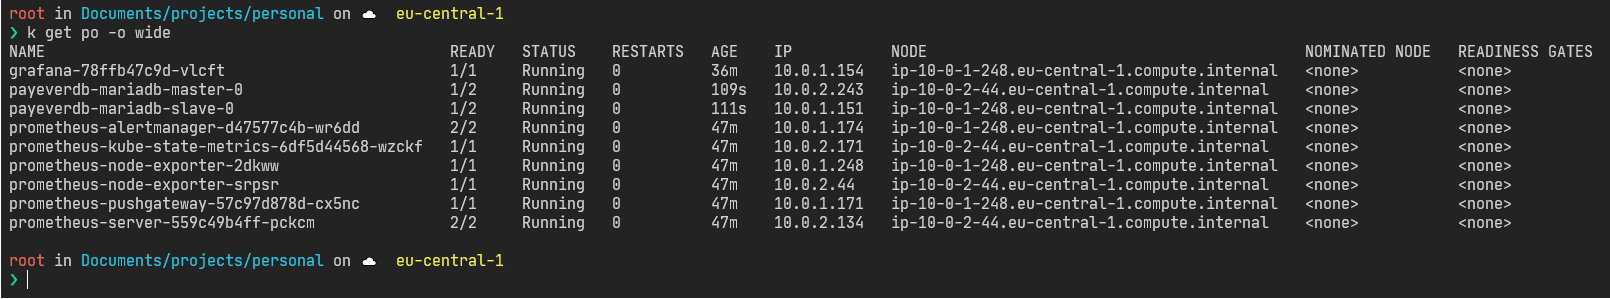 root in Documents/projects/personal on ☁ eu-central-1
❯ k get po -o wide
NAME READY STATUS RESTARTS AGE IP NODE NOMINATED NODE READINESS GATES
grafana-78ffb47c9d-vlcft 1/1 Running 0 36m 10.0.1.154 ip-10-0-1-248.eu-central-1.compute.internal <none> <none>
payeverdb-mariadb-master-0 1/2 Running 0 109s 10.0.2.243 ip-10-0-2-44.eu-central-1.compute.internal <none> <none>
payeverdb-mariadb-slave-0 1/2 Running 0 111s 10.0.1.151 ip-10-0-1-248.eu-central-1.compute.internal <none> <none>
prometheus-alertmanager-d47577c4b-wr6dd 2/2 Running 0 47m 10.0.1.174 ip-10-0-1-248.eu-central-1.compute.internal <none> <none>
prometheus-kube-state-metrics-6df5d44568-wzckf 1/1 Running 0 47m 10.0.2.171 ip-10-0-2-44.eu-central-1.compute.internal <none> <none>
prometheus-node-exporter-2dkww 1/1 Running 0 47m 10.0.1.248 ip-10-0-1-248.eu-central-1.compute.internal <none> <none>
prometheus-node-exporter-srpsr 1/1 Running 0 47m 10.0.2.44 ip-10-0-2-44.eu-central-1.compute.internal <none> <none>
prometheus-pushgateway-57c97d878d-cx5nc 1/1 Running 0 47m 10.0.1.171 ip-10-0-1-248.eu-central-1.compute.internal <none> <none>
prometheus-server-559c49b4ff-pckcm 2/2 Running 0 47m 10.0.2.134 ip-10-0-2-44.eu-central-1.compute.internal <none> <none>
root in Documents/projects/personal on ☁ eu-central-1
❯